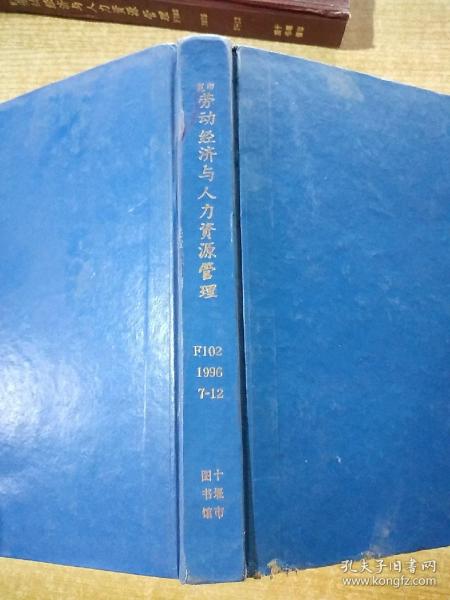 劳动经济与人力资源管理
F102
1996
7-12
十堰市
图书馆
孔夫子旧书网
www.kongfz.com